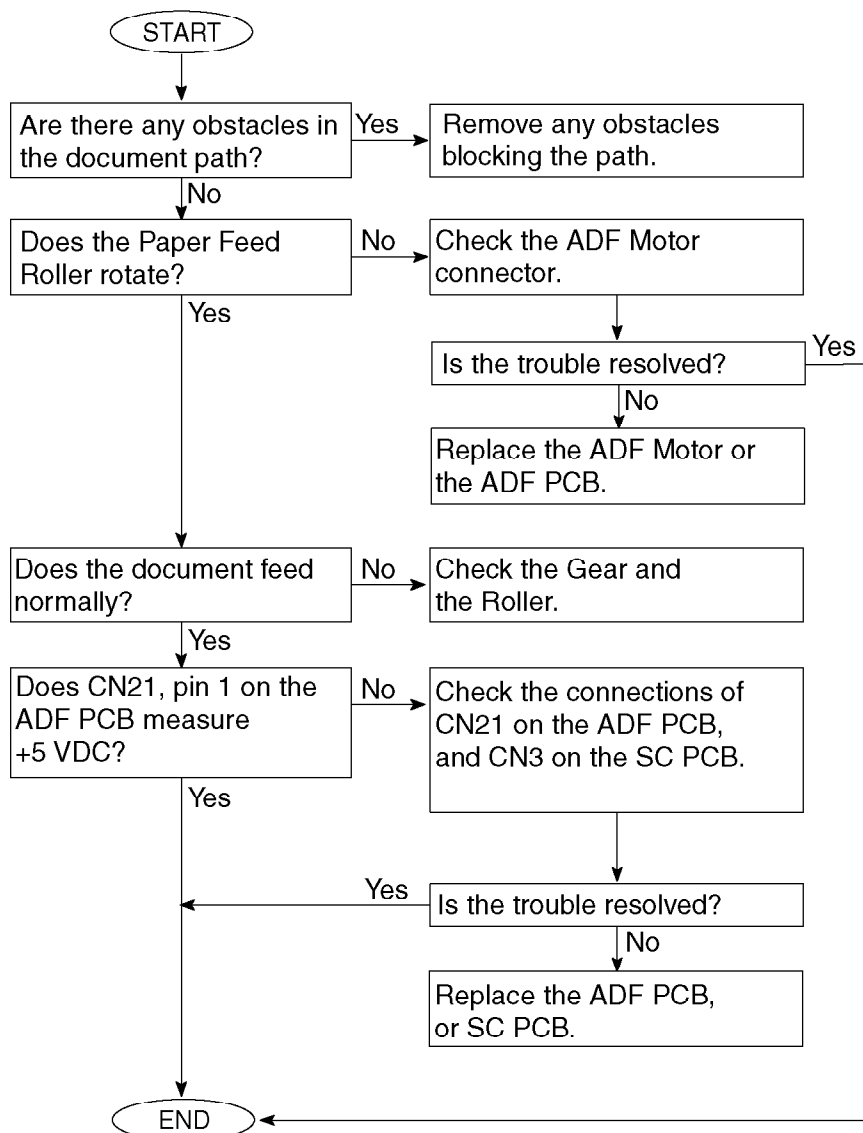 START
Are there any obstacles in
the document path?
Yes
Remove any obstacles
blocking the path.
No
Does the Paper Feed
Roller rotate?
No
Check the ADF Motor
connector.
Yes
Is the trouble resolved?
Yes
No
Replace the ADF Motor or
the ADF PCB.
Does the document feed
normally?
No
Check the Gear and
the Roller.
Yes
Does CN21, pin 1 on the
ADF PCB measure
+5 VDC?
No
Check the connections of
CN21 on the ADF PCB,
and CN3 on the SC PCB.
Yes
Yes
Is the trouble resolved?
No
Replace the ADF PCB,
or SC PCB.
END